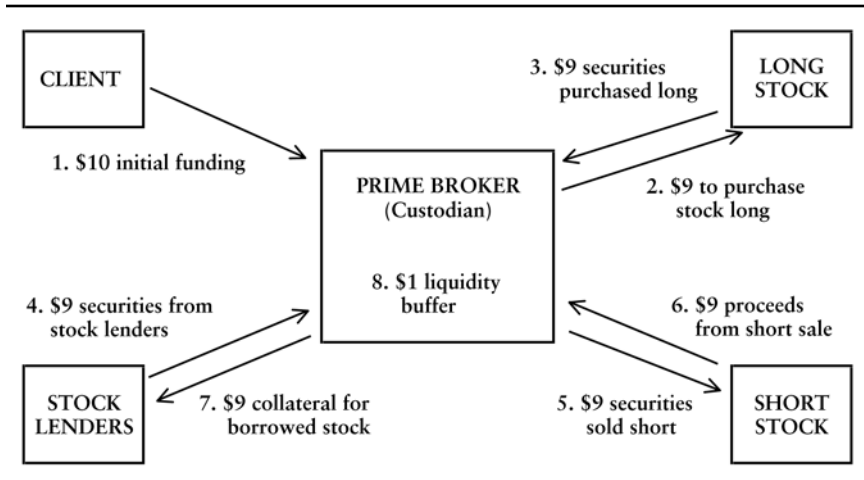 CLIENT
1. $10 initial funding
3. $9 securities
purchased long
LONG
STOCK
PRIME BROKER
(Custodian)
2. $9 to purchase
stock long
8. $1 liquidity
buffer
4. $9 securities from
stock lenders
6. $9 proceeds
from short sale
STOCK
LENDERS
7. $9 collateral for
borrowed stock
5. $9 securities
sold short
SHORT
STOCK